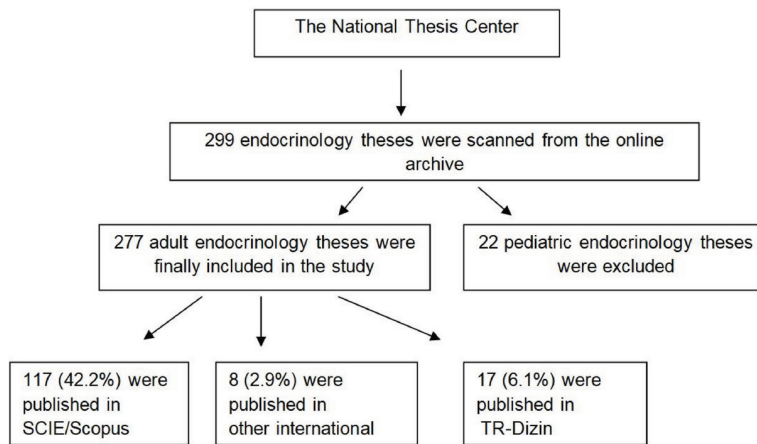 The National Thesis Center
299 endocrinology theses were scanned from the online
archive
277 adult endocrinology theses were
finally included in the study
22 pediatric endocrinology theses
were excluded
117 (42.2%) were
published in
SCIE/Scopus
8 (2.9%) were
published in
other international
17 (6.1%) were
published in
TR-Dizin